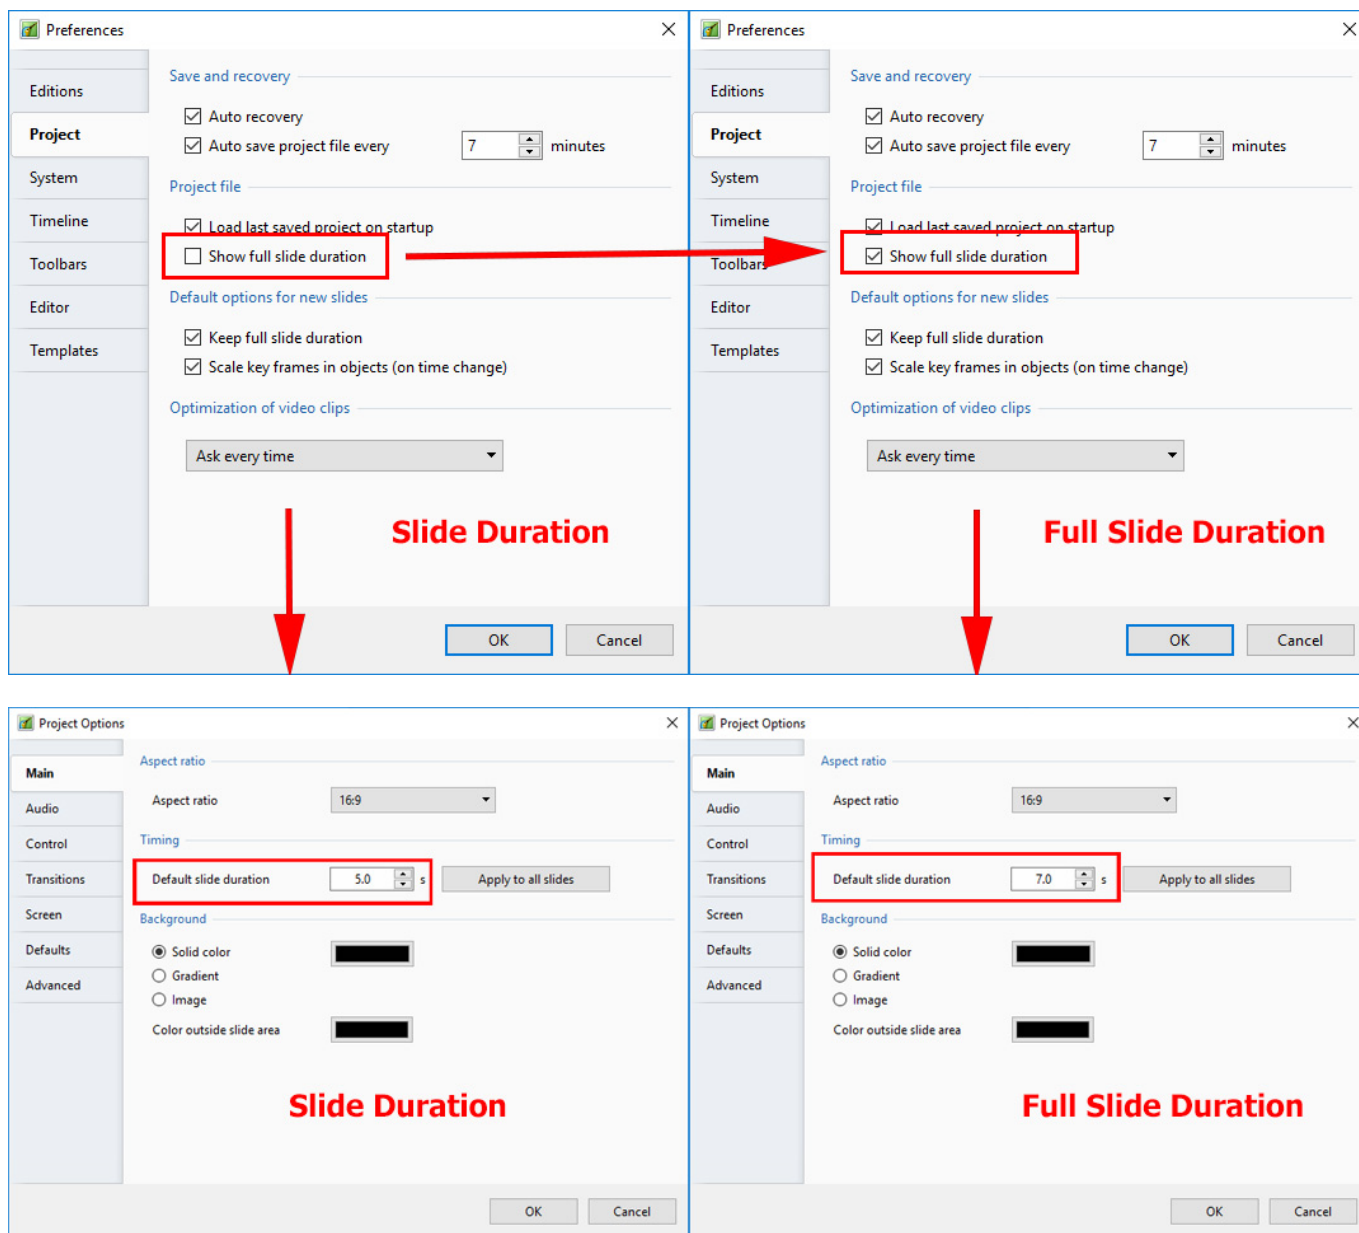 Preferences
Editions
Project
System
Timeline
Toolbars
Editor
Templates
Save and recovery
Auto recovery
Auto save project file every 7 minutes
Project file
Load last saved project on startup
Show full slide duration
Default options for new slides
Keep full slide duration
Scale key frames in objects (on time change)
Optimization of video clips
Ask every time
Slide Duration
OK Cancel
Preferences
Editions
Project
System
Timeline
Toolbars
Editor
Templates
Save and recovery
Auto recovery
Auto save project file every 7 minutes
Project file
Load last saved project on startup
Show full slide duration
Default options for new slides
Keep full slide duration
Scale key frames in objects (on time change)
Optimization of video clips
Ask every time
Full Slide Duration
OK Cancel
Project Options
Main
Audio
Control
Transitions
Screen
Defaults
Advanced
Aspect ratio
Aspect ratio 16:9
Timing
Default slide duration 5.0 s Apply to all slides
Background
Solid color
Gradient
Image
Color outside slide area
Slide Duration
OK Cancel
Project Options
Main
Audio
Control
Transitions
Screen
Defaults
Advanced
Aspect ratio
Aspect ratio 16:9
Timing
Default slide duration 7.0 s Apply to all slides
Background
Solid color
Gradient
Image
Color outside slide area
Full Slide Duration
OK Cancel